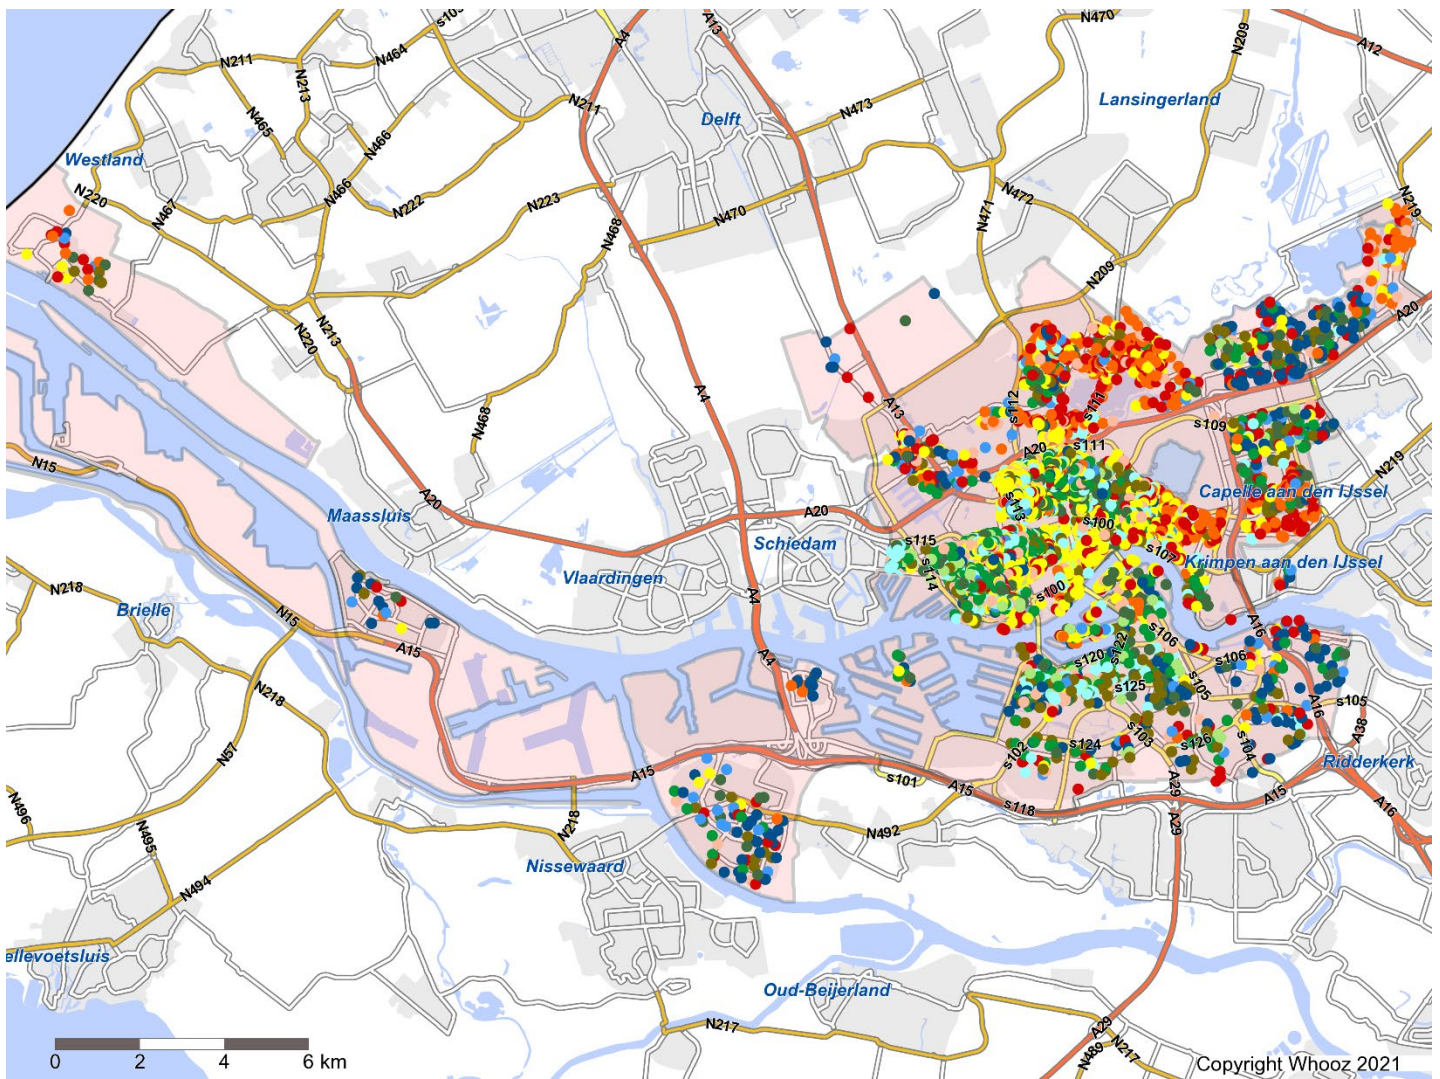 s105
A4
A13
N470
N209
A12
N211
N464
N213
N211
N465
N466
N473
Delft
Lansingerland
Westland
N220
N467
N466
N222
N223
N468
N470
N471
N472
N219
N209
N213
N220
A20
A4
A13
s112
s111
N468
s109
A20
s111
N15
A20
Maassluis
A20
s113
s100
N219
Capelle aan den IJssel
Schiedam
s115
s114
s107
Vlaardingen
Krimpen aan den IJssel
N218
Brielle
N15
A4
s100
A15
A4
s106
s122
s120
s106
A16
N218
s125
s105
s105
A16
A38
N57
s102
s124
s103
s126
s104
Ridderkerk
A15
s101
A15
s118
A29
A15
A16
N496
N495
N218
N492
A29
Nissewaard
N494
ellevoetsluis
Oud-Beijerland
N217
A29
N217
N489
0 2 4 6 km
Copyright Whooz 2021